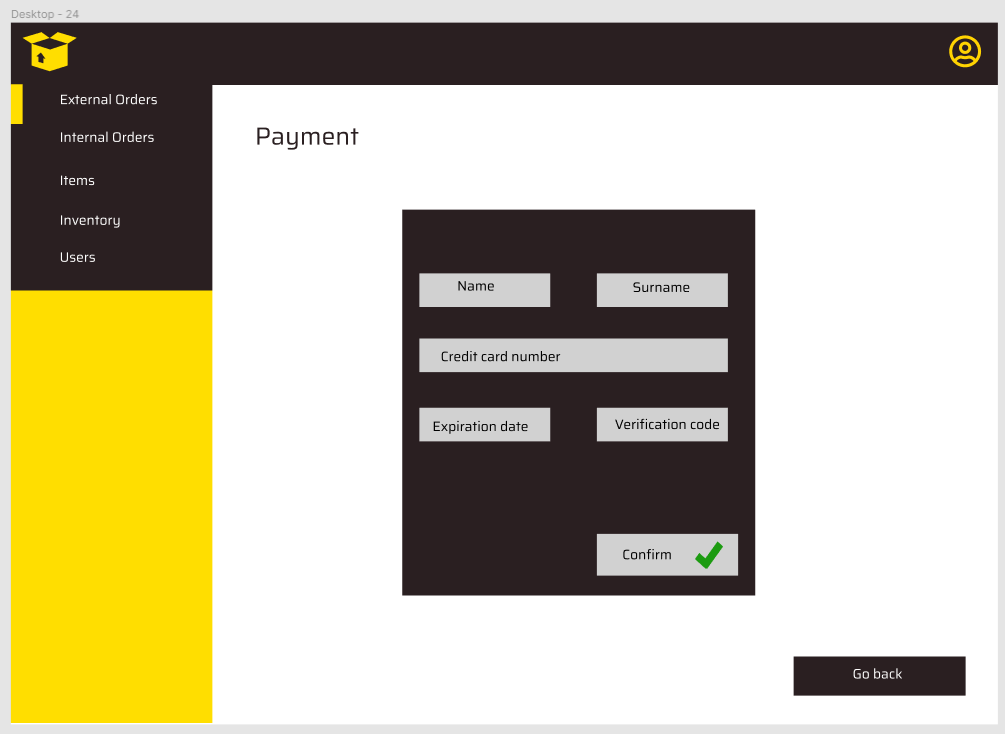 Desktop - 24
External Orders
Internal Orders
Items
Inventory
Users
Payment
Name
Surname
Credit card number
Expiration date
Verification code
Confirm
Go back